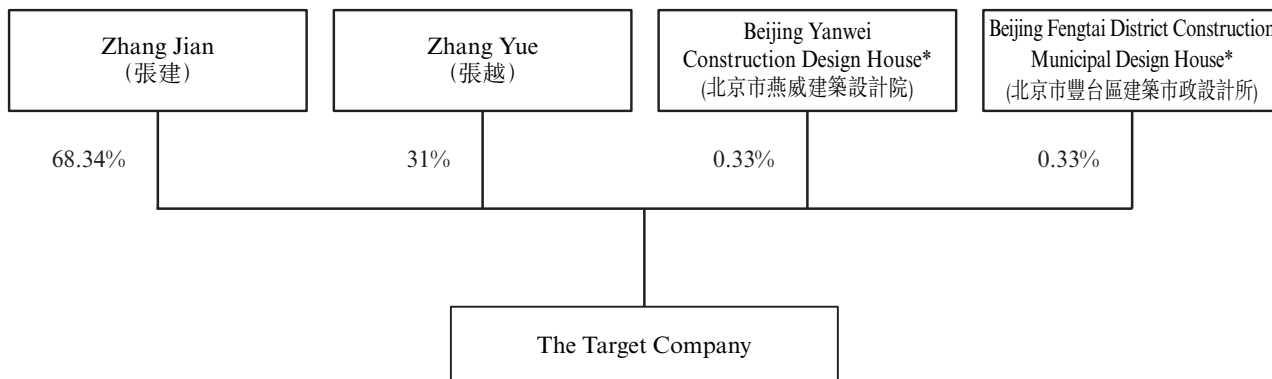 Zhang Jian
(張建)
Zhang Yue
(張越)
Beijing Yanwei
Construction Design House*
(北京市燕威建築設計院)
Beijing Fengtai District Construction
Municipal Design House*
(北京市豐台區建築市政設計所)
68.34%
31%
0.33%
0.33%
The Target Company